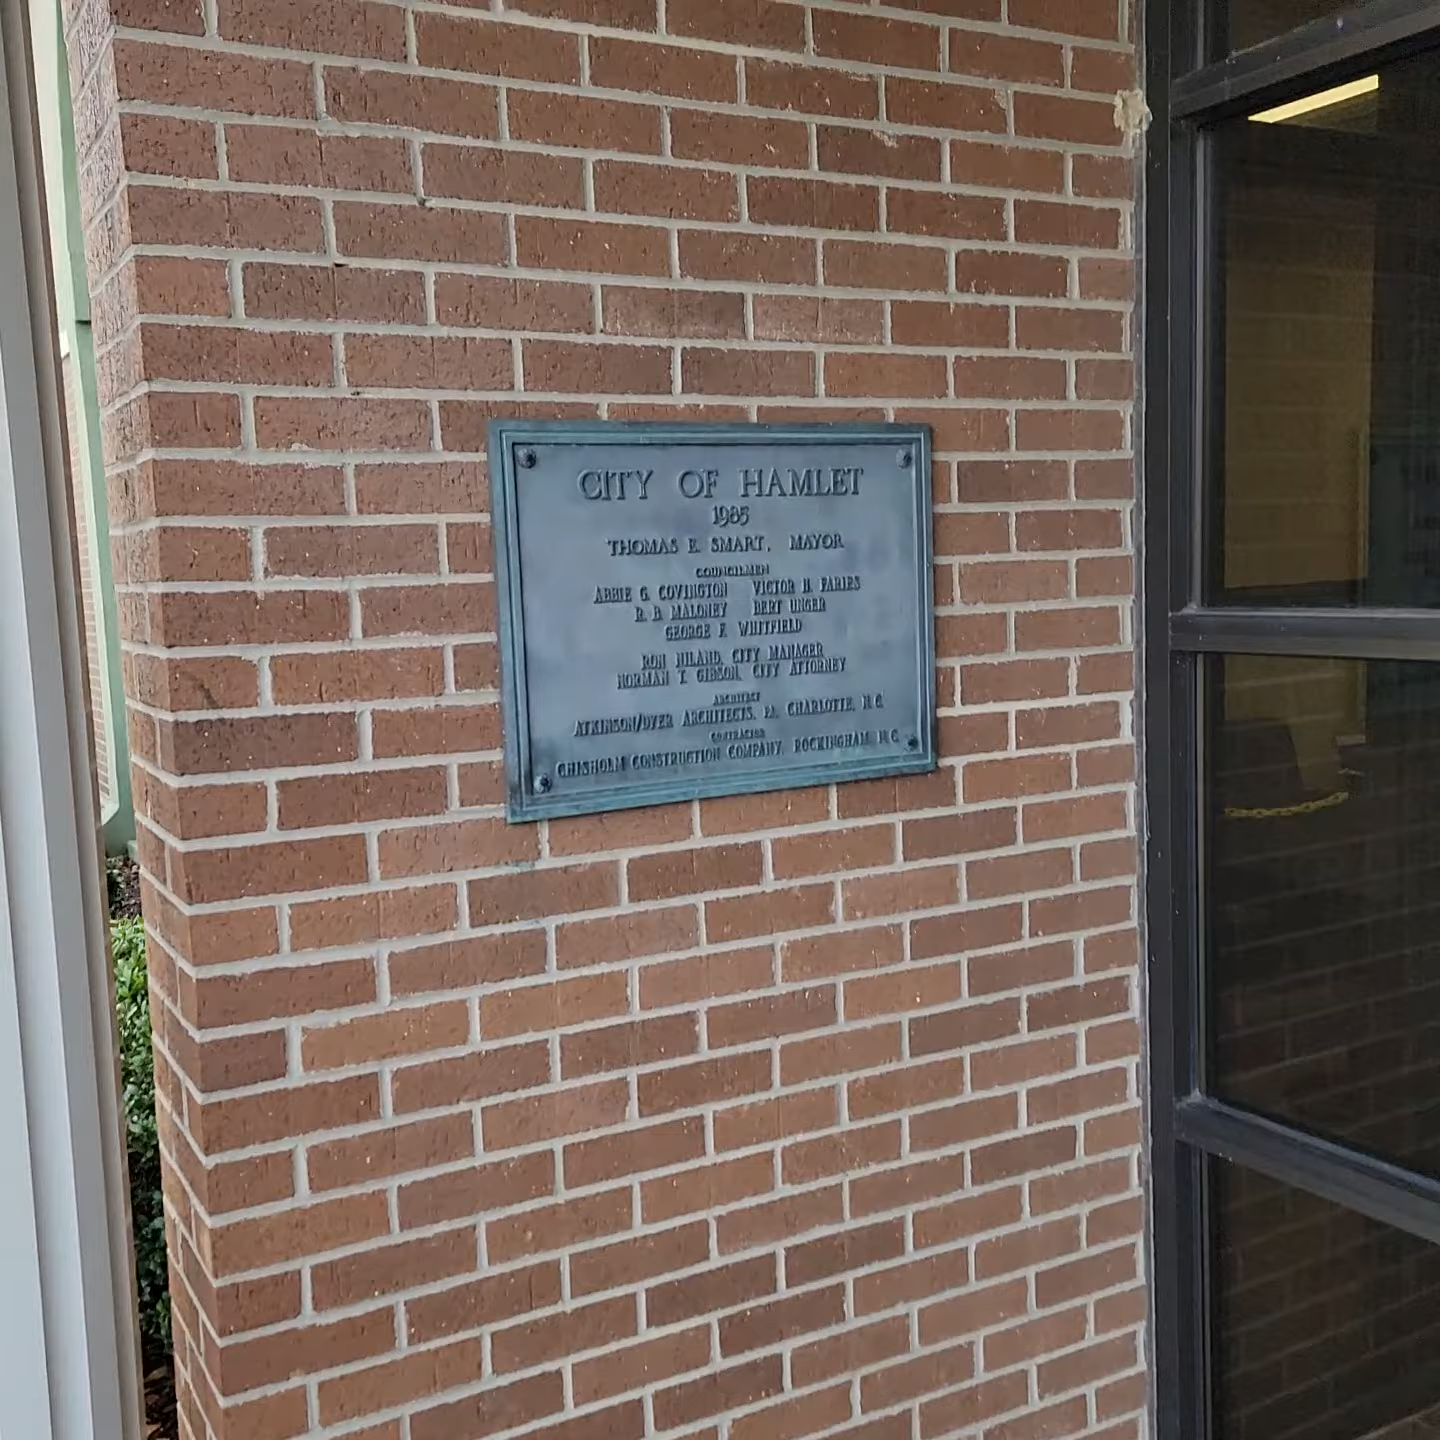 CITY OF HAMLET
1985
THOMAS E. SMART, MAYOR
COUNCILMEN
ABBIE G. COVINGTON VICTOR H. FARIES
R. B. MALONEY BERT UNGER
GEORGE F. WHITFIELD
RON NILAND, CITY MANAGER
NORMAN T. GIBSON, CITY ATTORNEY
ARCHITECT
ATKINSON/DYER ARCHITECTS, PA, CHARLOTTE, N C
CONTRACTOR
CHISHOLM CONSTRUCTION COMPANY, ROCKINGHAM, N C